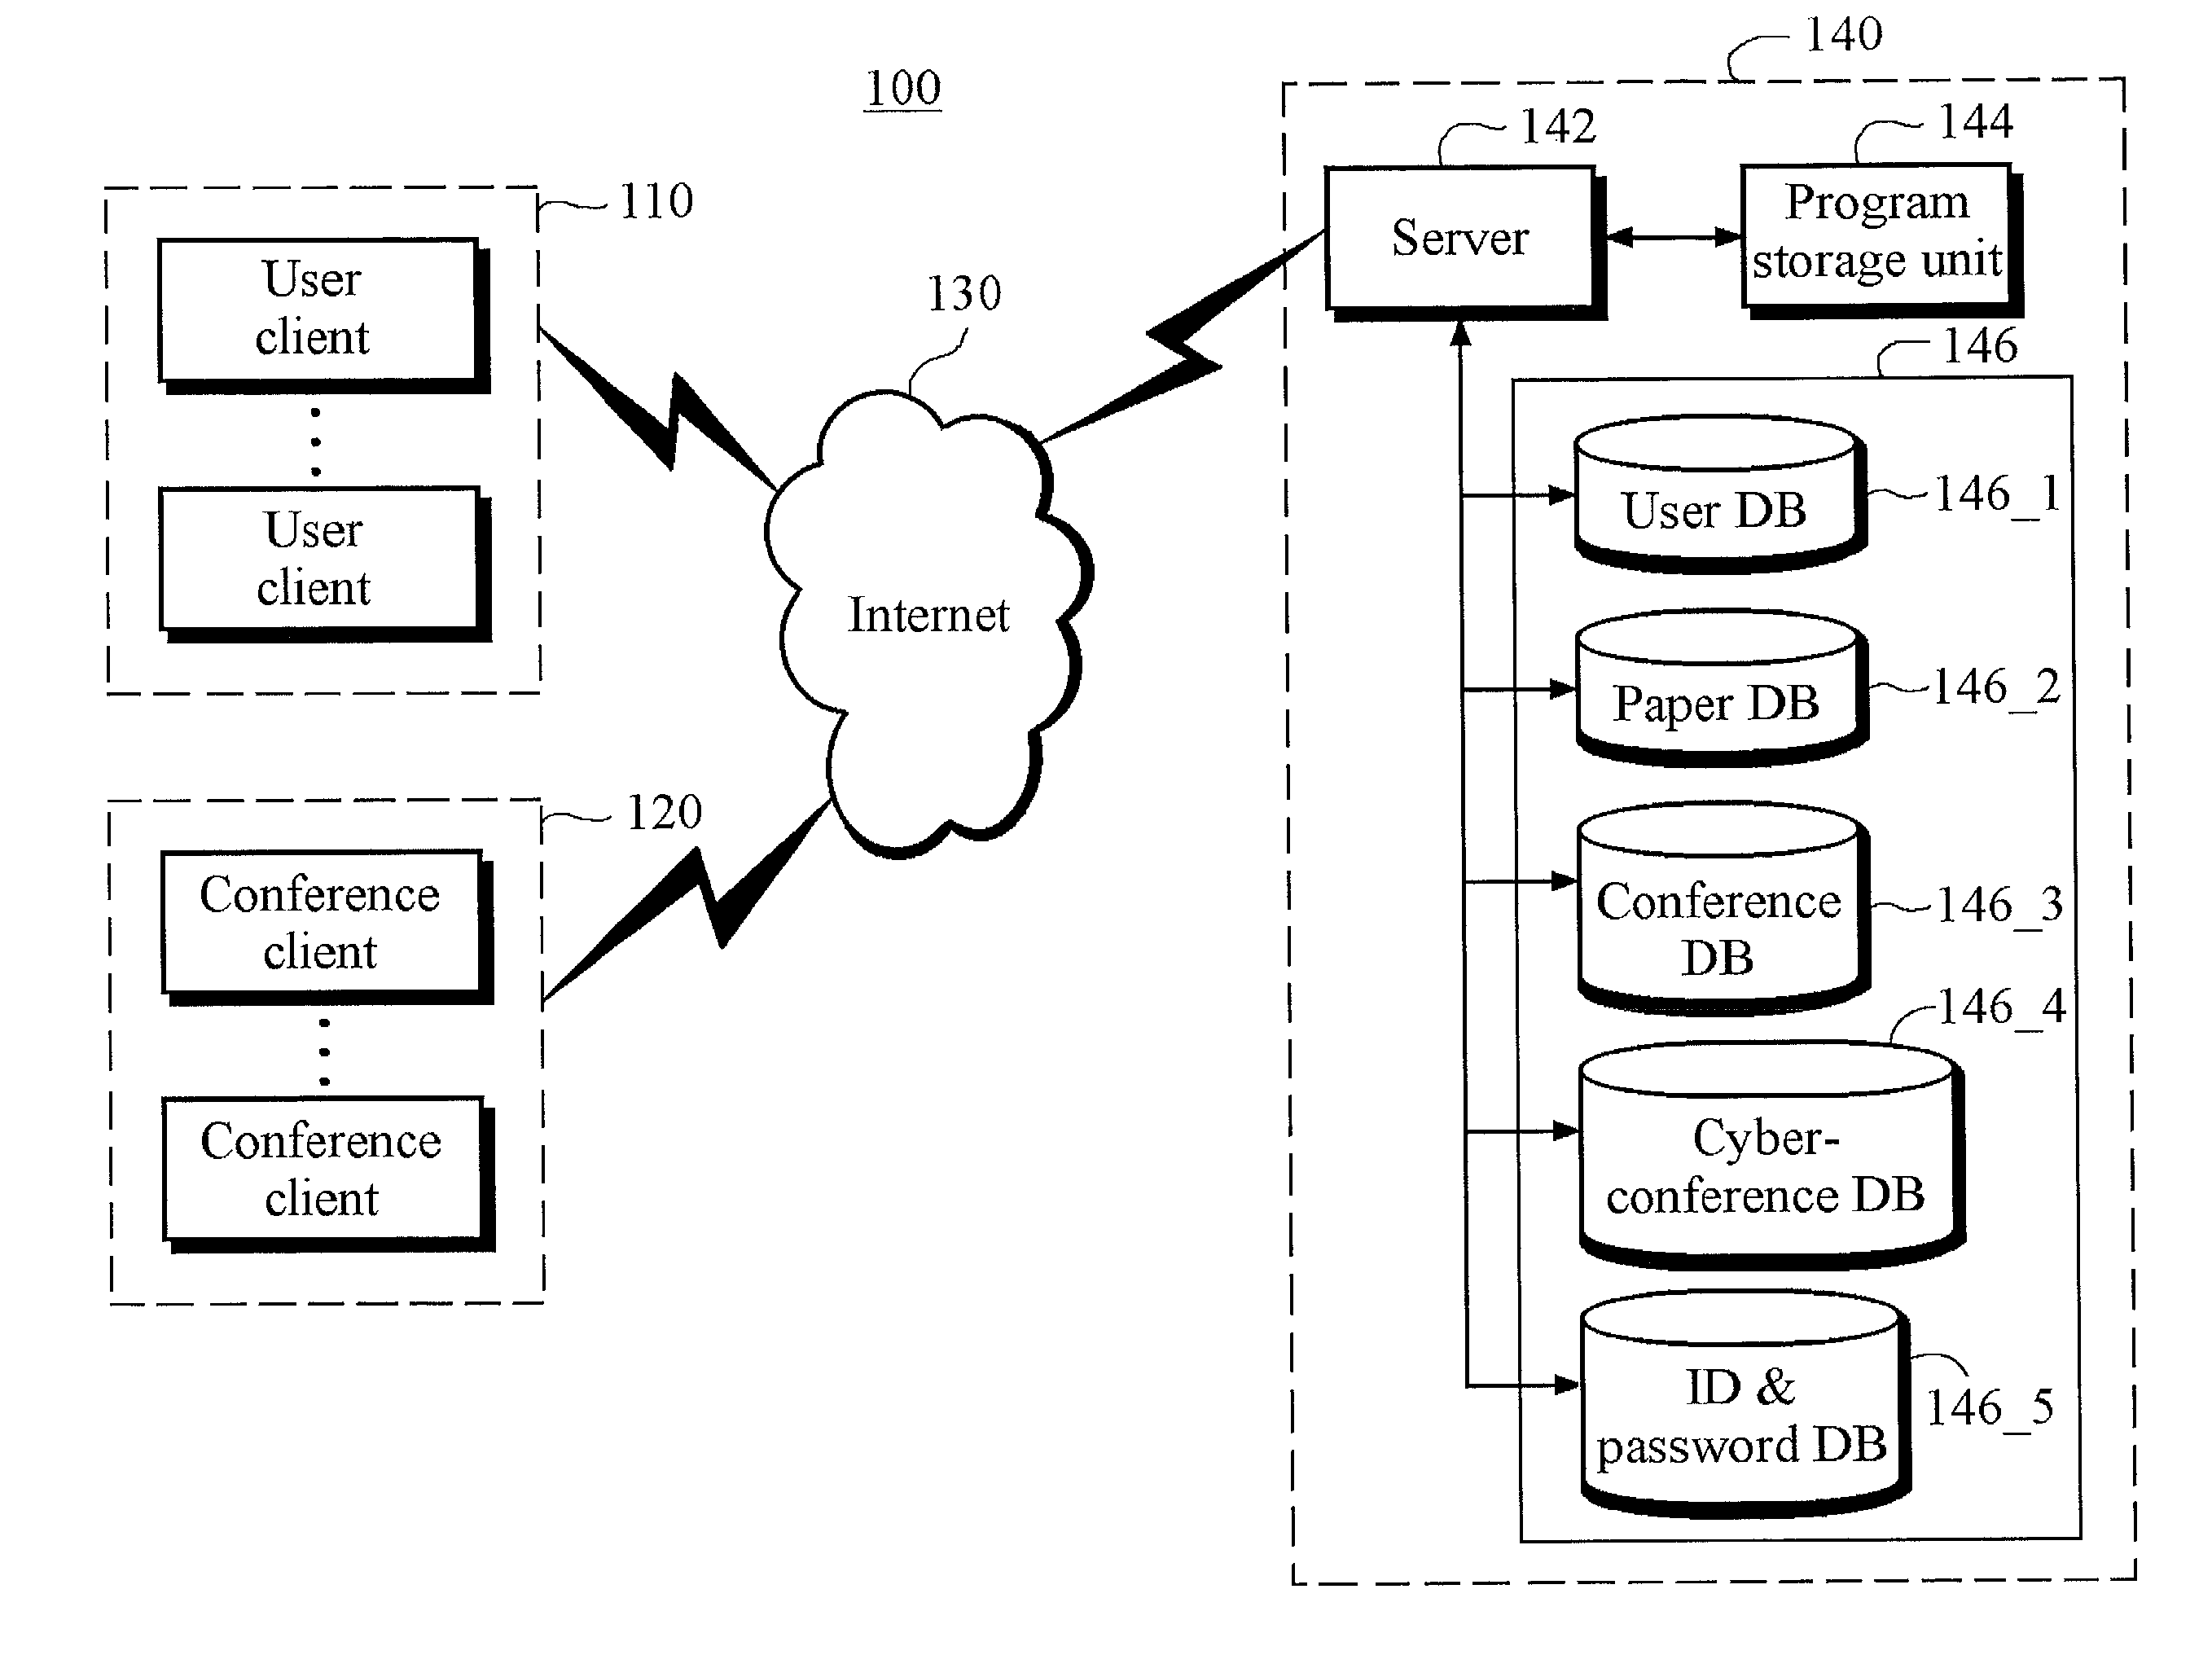 100
110
User
client
User
client
120
Conference
client
Conference
client
130
Internet
140
142
Server
144
Program
storage unit
146
User DB
146_1
Paper DB
146_2
Conference
DB
146_3
Cyber-
conference DB
146_4
ID &
password DB
146_5